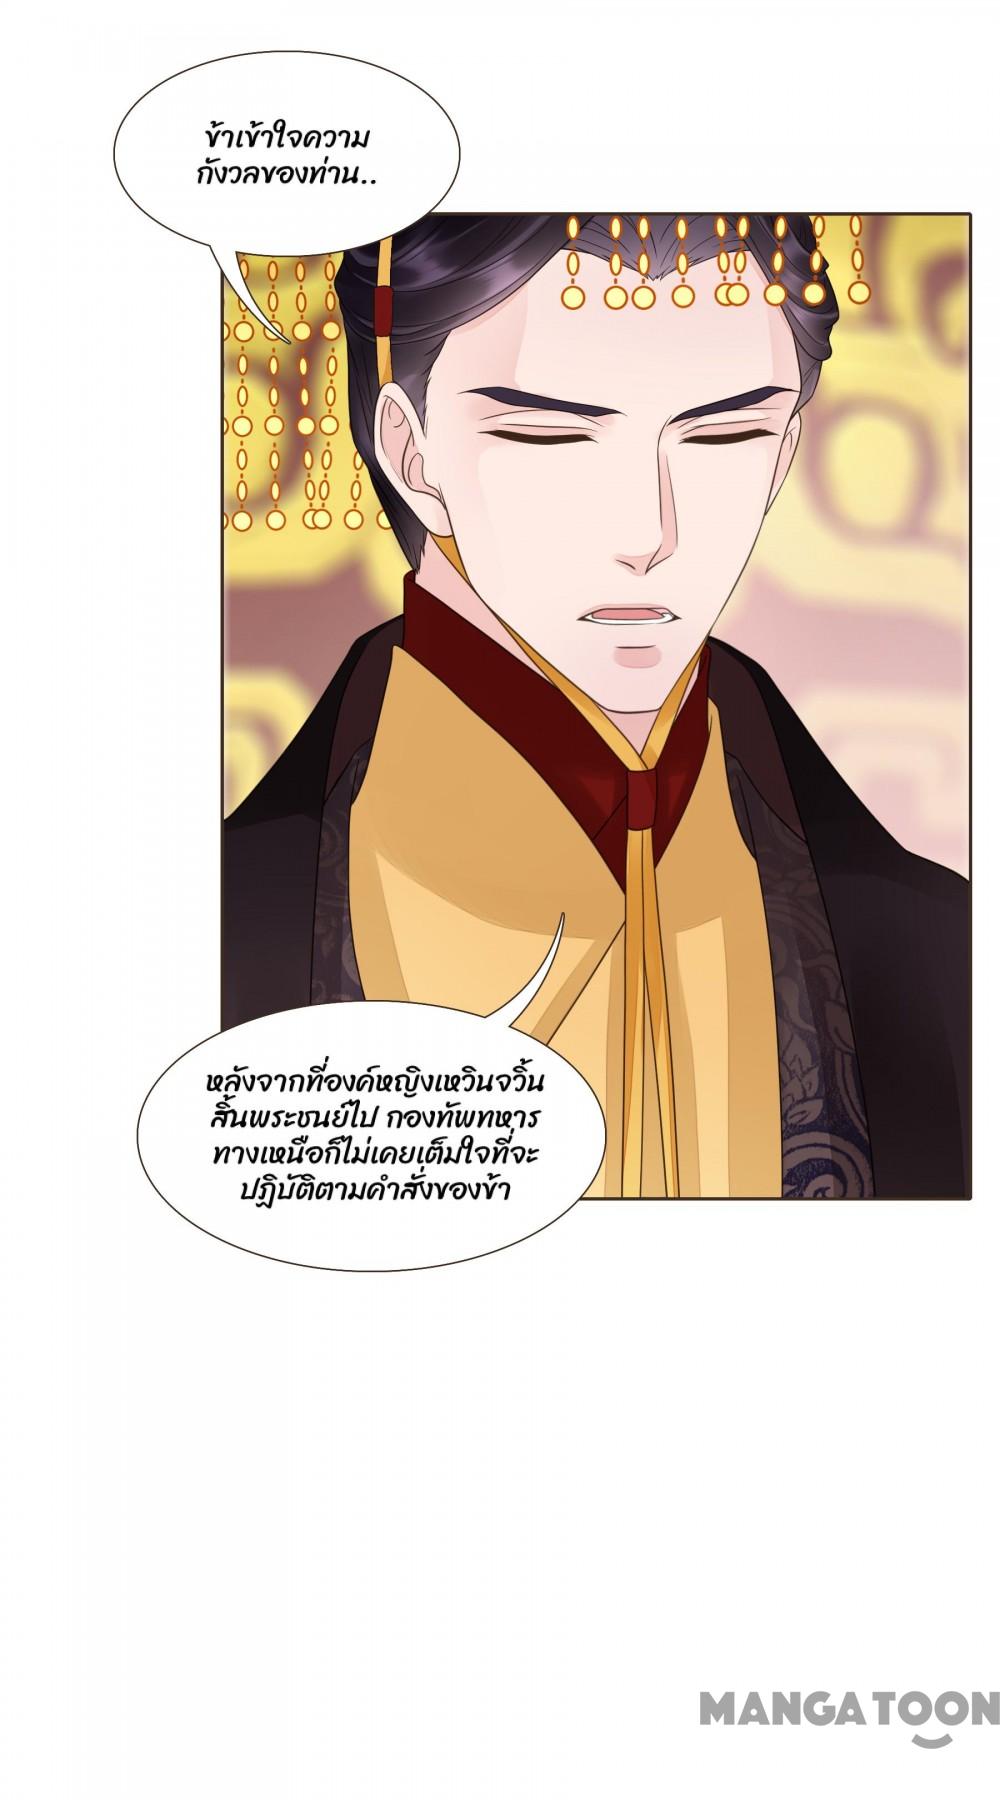 ข้าเข้าใจความ
กังวลของท่าน..
หลังจากที่องค์หญิงเหวินจวิ้น
สิ้นพระชนย์ไป กองทัพทหาร
ทางเหนือก็ไม่เคยเต็มใจที่จะ
ปฏิบัติตามคำสั่งของข้า
MANGATOON